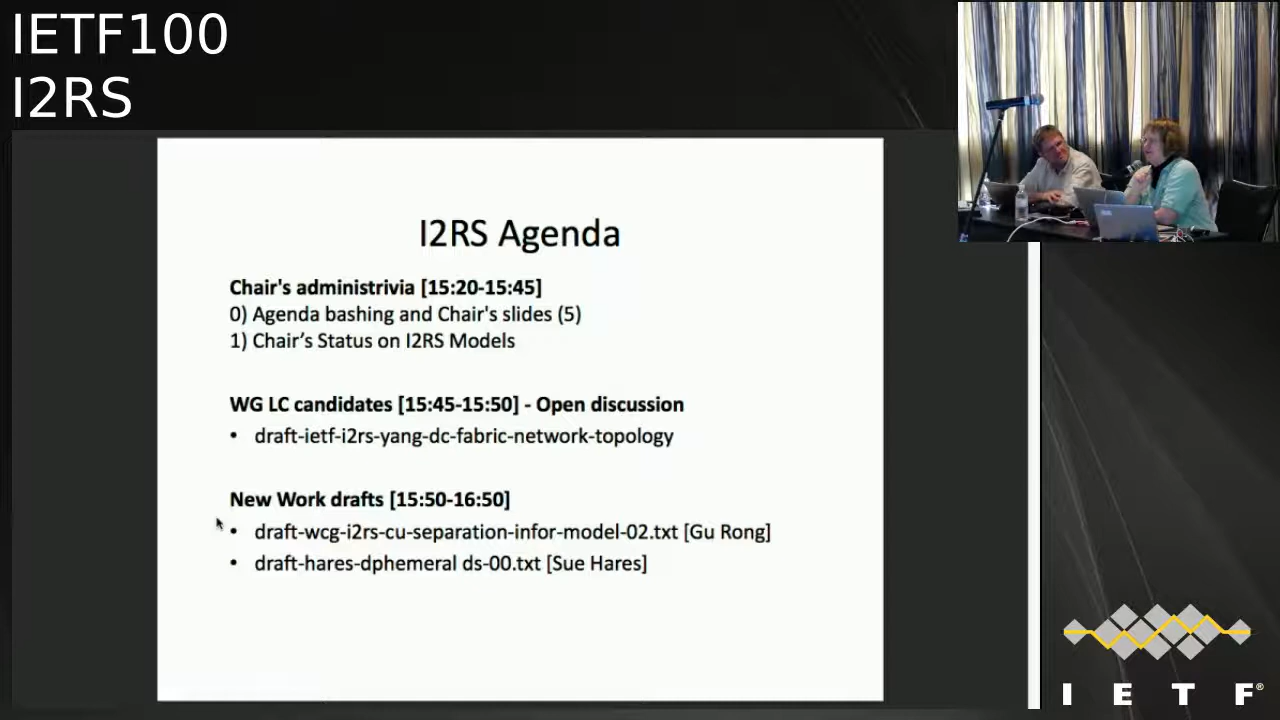 IETF100
I2RS
I2RS Agenda
Chair's administrivia [15:20-15:45]
0) Agenda bashing and Chair's slides (5)
1) Chair’s Status on I2RS Models
WG LC candidates [15:45-15:50] - Open discussion
• draft-ietf-i2rs-yang-dc-fabric-network-topology
New Work drafts [15:50-16:50]
• draft-wcg-i2rs-cu-separation-infor-model-02.txt [Gu Rong]
• draft-hares-dphemeral ds-00.txt [Sue Hares]
I E T F®